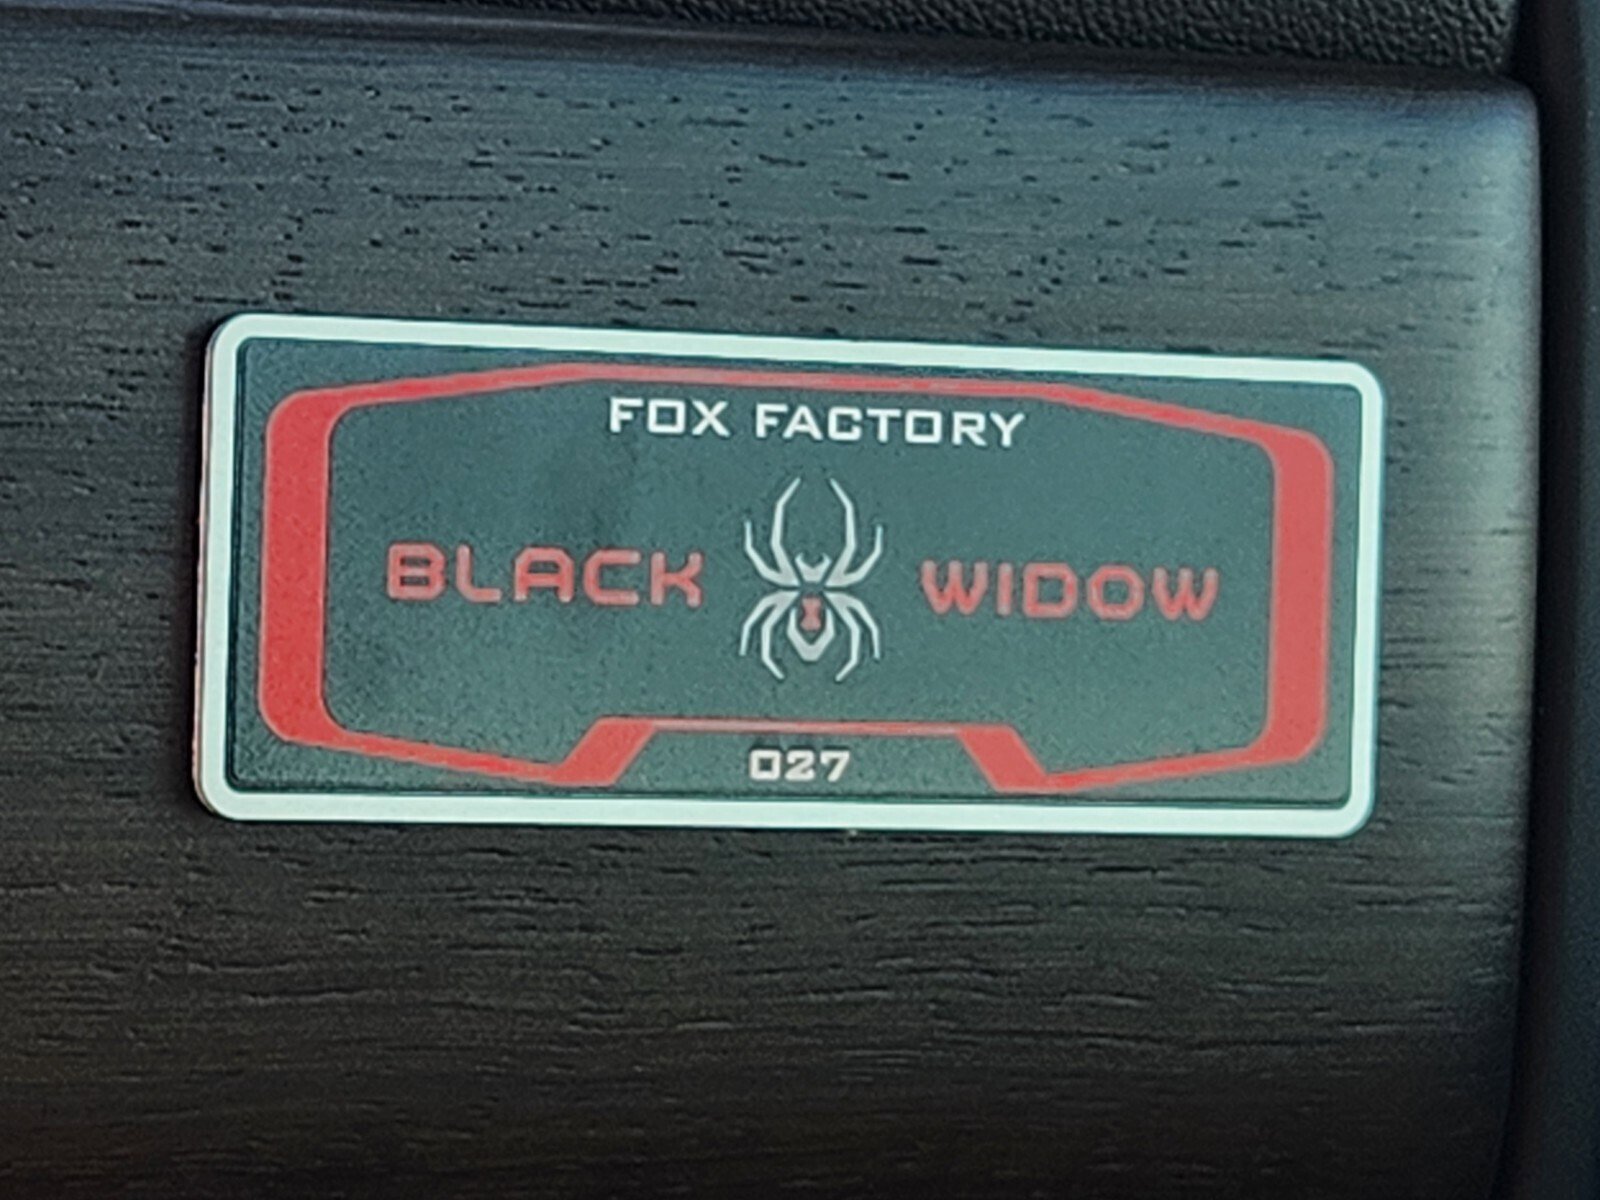 FOX FACTORY
BLACK WIDOW
027